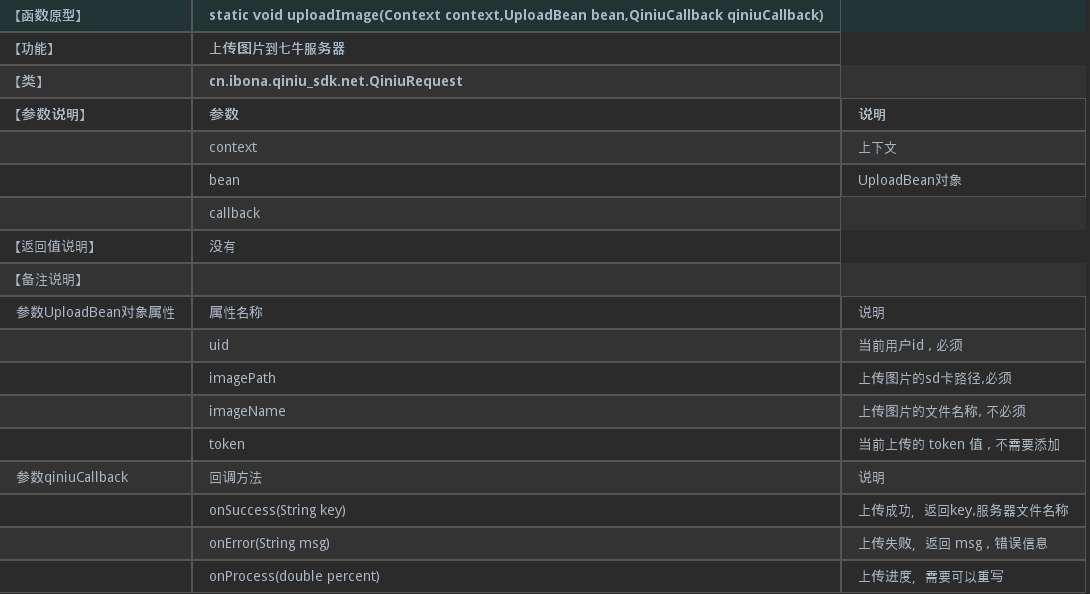 【函数原型】 static void uploadImage(Context context,UploadBean bean,QiniuCallback qiniuCallback)
【功能】 上传图片到七牛服务器
【类】 cn.ibona.qiniu_sdk.net.QiniuRequest
【参数说明】 参数 说明
context 上下文
bean UploadBean对象
callback
【返回值说明】 没有
【备注说明】
参数UploadBean对象属性 属性名称 说明
uid 当前用户id , 必须
imagePath 上传图片的sd卡路径,必须
imageName 上传图片的文件名称, 不必须
token 当前上传的 token 值 , 不需要添加
参数qiniuCallback 回调方法 说明
onSuccess(String key) 上传成功，返回key,服务器文件名称
onError(String msg) 上传失败，返回 msg , 错误信息
onProcess(double percent) 上传进度，需要可以重写